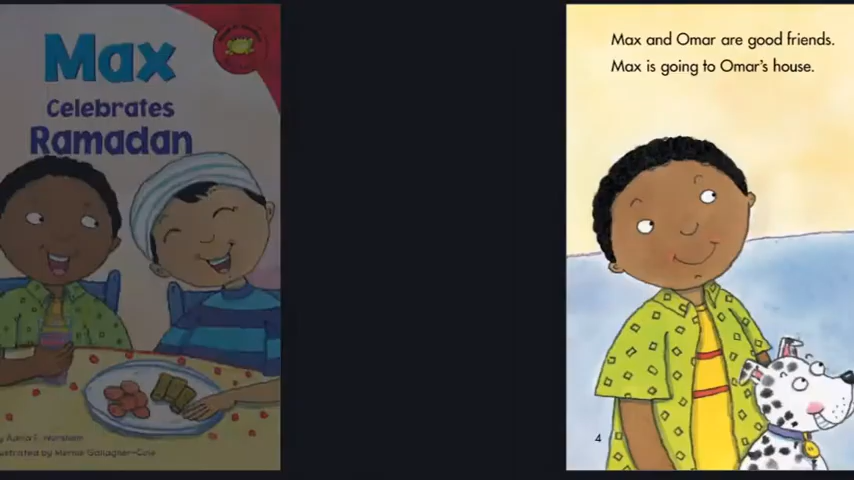 Max
Celebrates
Ramadan
Max and Omar are good friends.
Max is going to Omar's house.
4